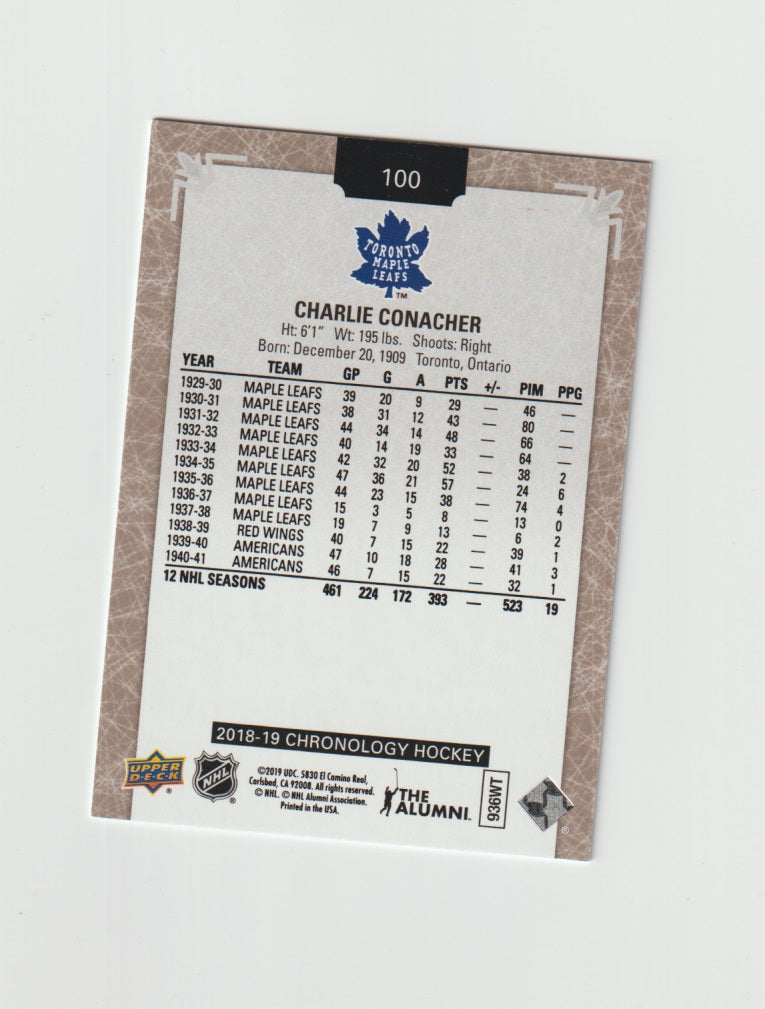 100
TORONTO
MAPLE
LEAFS
TM
CHARLIE CONACHER
Ht: 6'1" Wt: 195 lbs. Shoots: Right
Born: December 20, 1909 Toronto, Ontario
YEAR TEAM GP G A PTS +/- PIM PPG
1929-30 MAPLE LEAFS 39 20 9 29 — 46 —
1930-31 MAPLE LEAFS 38 31 12 43 — 80 —
1931-32 MAPLE LEAFS 44 34 14 48 — 66 —
1932-33 MAPLE LEAFS 40 14 19 33 — 64 —
1933-34 MAPLE LEAFS 42 32 20 52 — 38 2
1934-35 MAPLE LEAFS 47 36 21 57 — 24 6
1935-36 MAPLE LEAFS 44 23 15 38 — 74 4
1936-37 MAPLE LEAFS 15 3 5 8 — 13 0
1937-38 MAPLE LEAFS 19 7 9 13 — 6 2
1938-39 RED WINGS 40 7 15 22 — 39 1
1939-40 AMERICANS 47 10 18 28 — 41 3
1940-41 AMERICANS 46 7 15 22 — 32 1
12 NHL SEASONS 461 224 172 393 — 523 19
2018-19 CHRONOLOGY HOCKEY
UPPER
D·E·C·K
®
NHL
®
©2019 UDC. 5830 El Camino Real,
Carlsbad, CA 92008. All rights reserved.
© NHL. © NHL Alumni Association.
Printed in the USA.
THE
ALUMNI™
936WT
®